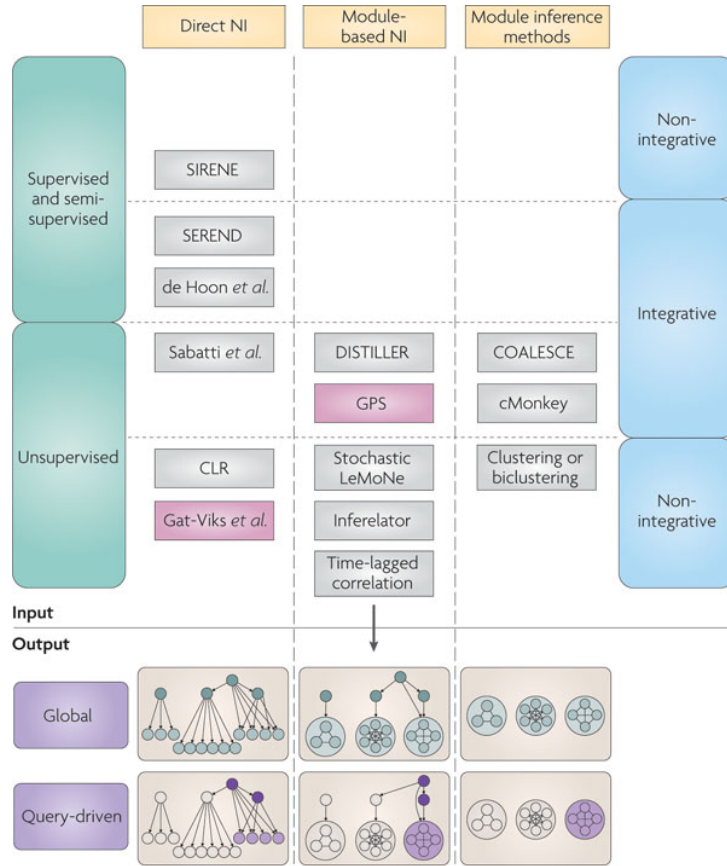 Direct NI
Module-
based NI
Module inference
methods
Supervised
and semi-
supervised
Non-
integrative
SIRENE
SEREND
de Hoon et al.
Integrative
Sabatti et al.
DISTILLER
COALESCE
GPS
cMonkey
Unsupervised
CLR
Stochastic
LeMoNe
Clustering or
biclustering
Gat-Viks et al.
Inferelator
Non-
integrative
Time-lagged
correlation
Input
Output
Global
Query-driven